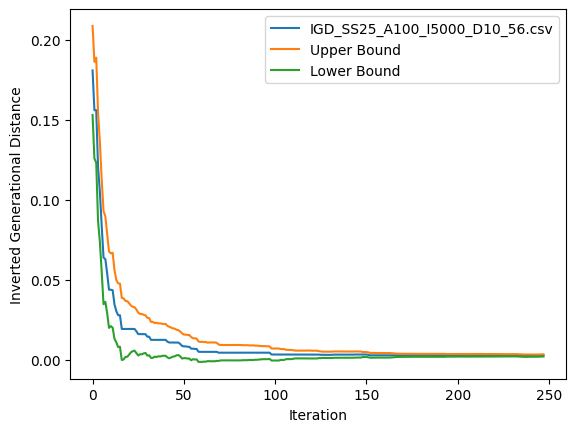 IGD_SS25_A100_I5000_D10_56.csv
Upper Bound
Lower Bound
Inverted Generational Distance
0.20
0.15
0.10
0.05
0.00
0 50 100 150 200 250
Iteration